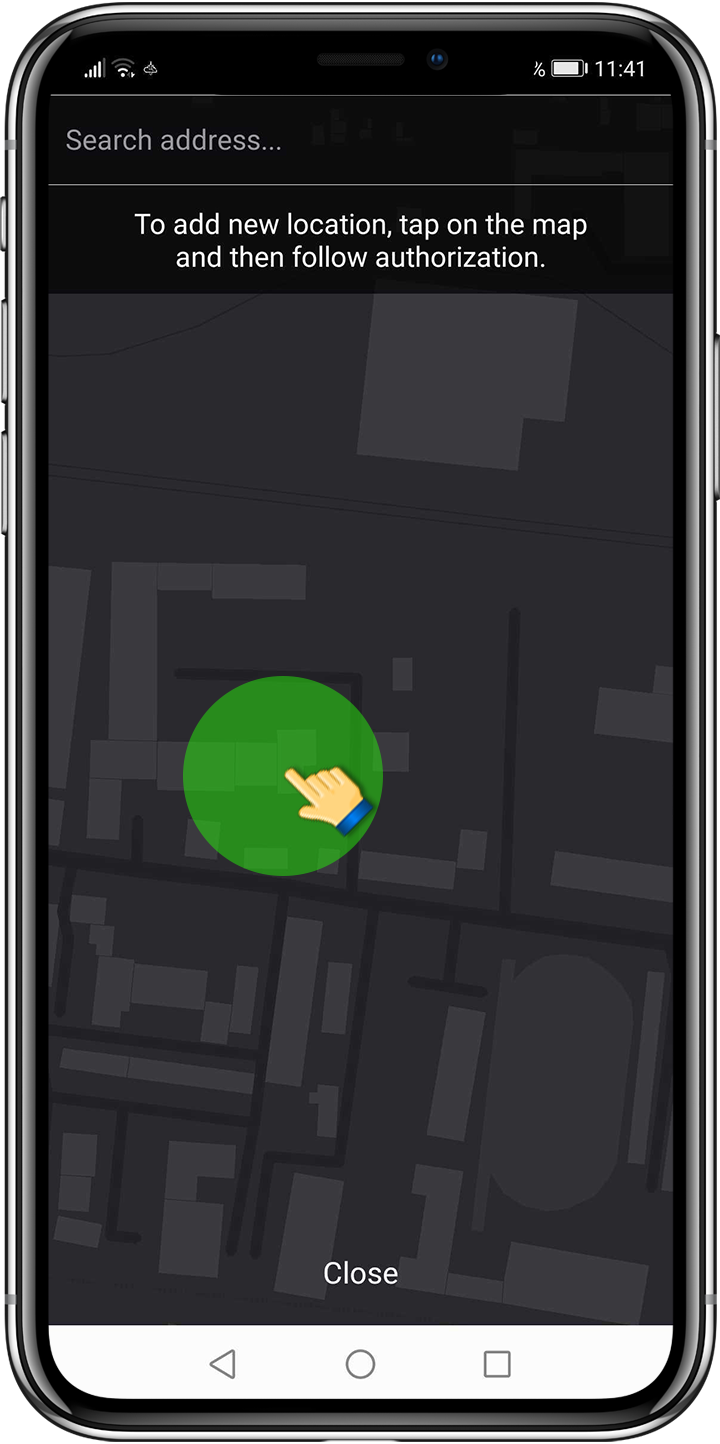 11:41
Search address...
To add new location, tap on the map
and then follow authorization.
Close